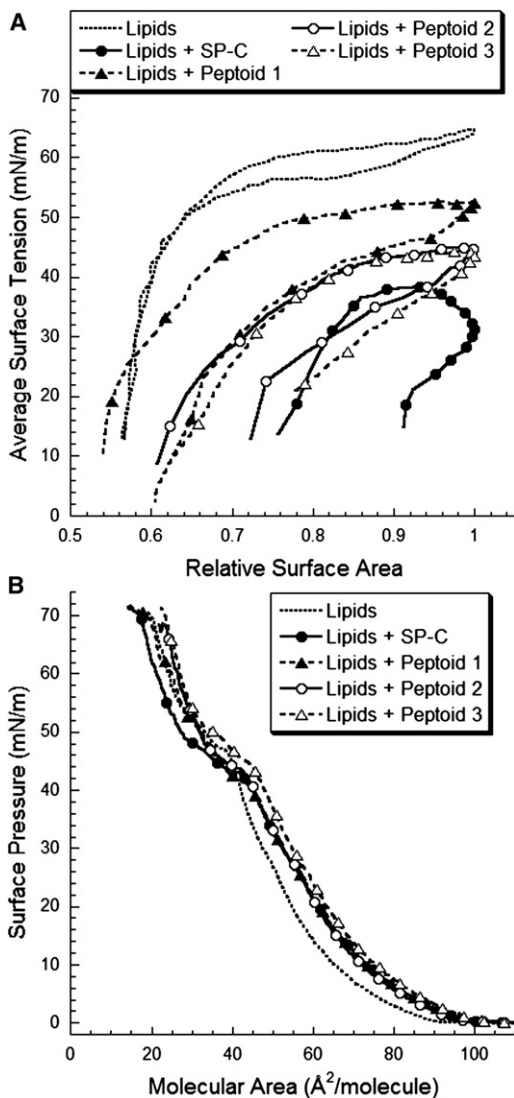 A
Lipids
Lipids + SP-C
Lipids + Peptoid 1
Lipids + Peptoid 2
Lipids + Peptoid 3
70
60
50
40
30
20
10
0
Average Surface Tension (mN/m)
0.5 0.6 0.7 0.8 0.9 1
Relative Surface Area
B
Lipids
Lipids + SP-C
Lipids + Peptoid 1
Lipids + Peptoid 2
Lipids + Peptoid 3
70
60
50
40
30
20
10
0
Surface Pressure (mN/m)
0 20 40 60 80 100
Molecular Area (Å²/molecule)